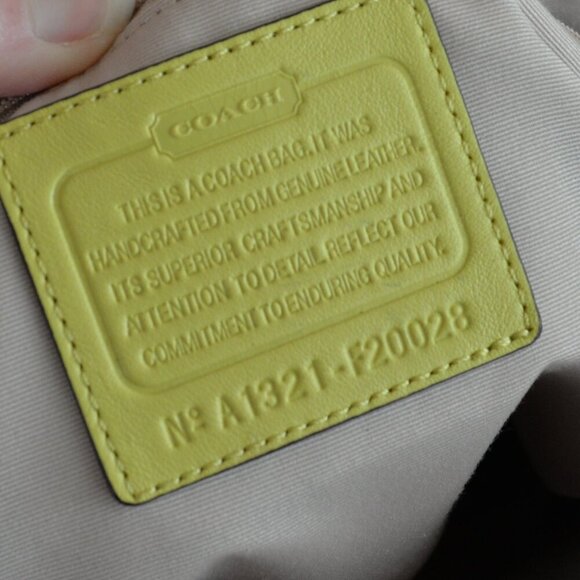 COACH
THIS IS A COACH BAG. IT WAS
HANDCRAFTED FROM GENUINE LEATHER.
ITS SUPERIOR CRAFTSMANSHIP AND
ATTENTION TO DETAIL REFLECT OUR
COMMITMENT TO ENDURING QUALITY.
Nº A1321-F20028